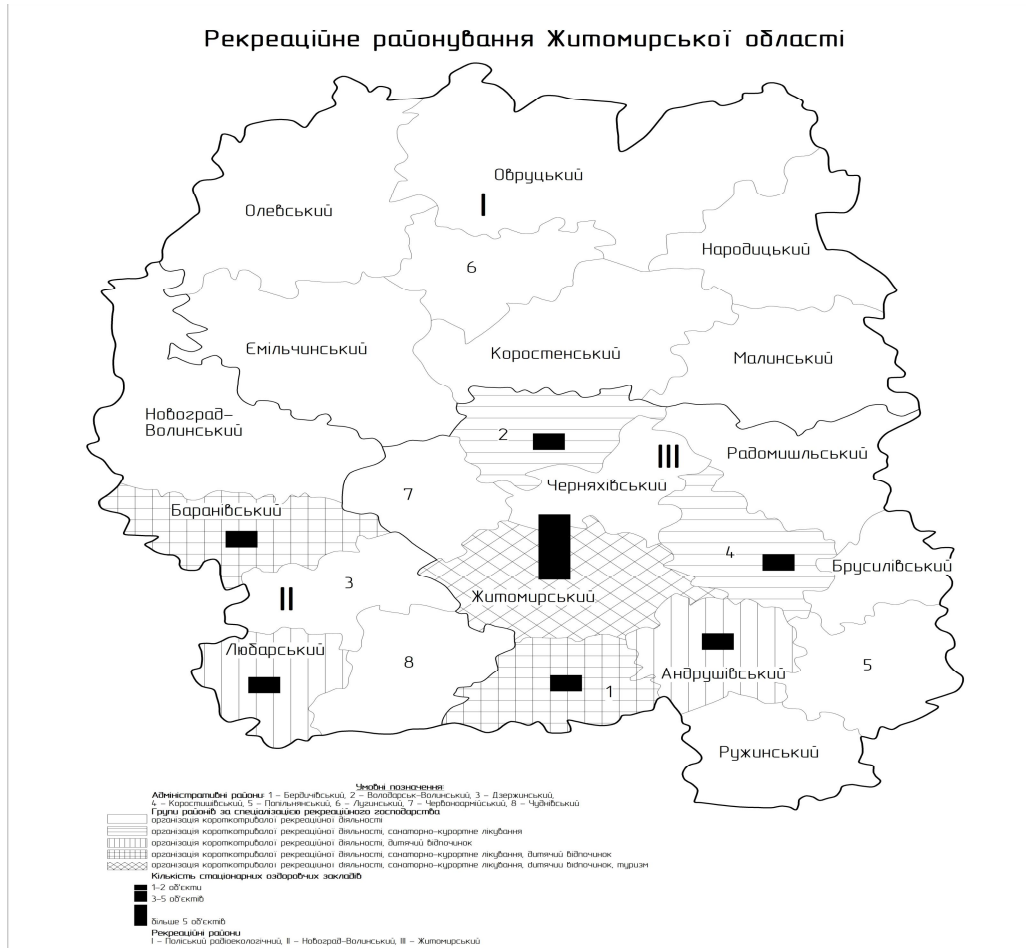 Рекреаційне районування Житомирської області
Овруцький
I
Олевський
Народицький
6
Ємільчинський
Коростенський
Малинський
Новоград-
Волинський
2
III
Радомишльський
Черняхівський
7
Баранівський
4
Брусилівський
3
Житомирський
II
Любарський
8
5
Андрушівський
1
Ружинський
Умовні позначення:
Адміністративні райони: 1 – Бердичівський, 2 – Володарськ-Волинський, 3 – Дзержинський,
4 – Коростишівський, 5 – Попільнянський, 6 – Лугинський, 7 – Червоноармійський, 8 – Чуднівський
Групи районів за спеціалізацією рекреаційного господарства
організація короткотривалої рекреаційної діяльності
організація короткотривалої рекреаційної діяльності, санаторно-курортне лікування
організація короткотривалої рекреаційної діяльності, дитячий відпочинок
організація короткотривалої рекреаційної діяльності, санаторно-курортне лікування, дитячий відпочинок
організація короткотривалої рекреаційної діяльності, санаторно-курортне лікування, дитячий відпочинок, туризм
Кількість стаціонарних оздоровчих закладів
1-2 об'єкти
3-5 об'єктів
більше 5 об'єктів
Рекреаційні райони
I – Поліський радіоекологічний, II – Новоград-Волинський, III – Житомирський